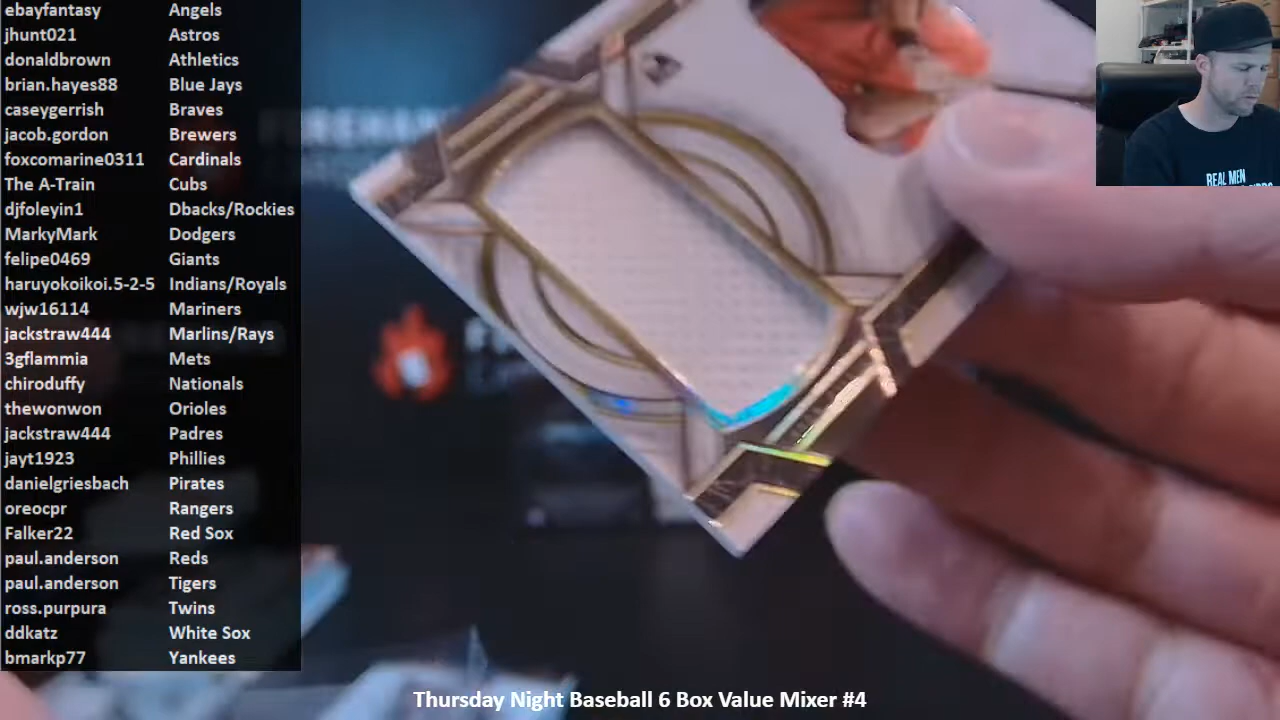 ebayfantasy Angels
jhunt021 Astros
donaldbrown Athletics
brian.hayes88 Blue Jays
caseygerrish Braves
jacob.gordon Brewers
foxcomarine0311 Cardinals
The A-Train Cubs
djfoleyin1 Dbacks/Rockies
MarkyMark Dodgers
felipe0469 Giants
haruyokoikoi.5-2-5 Indians/Royals
wjw16114 Mariners
jackstraw444 Marlins/Rays
3gflammia Mets
chiroduffy Nationals
thewonwon Orioles
jackstraw444 Padres
jayt1923 Phillies
danielgriesbach Pirates
oreocpr Rangers
Falker22 Red Sox
paul.anderson Reds
paul.anderson Tigers
ross.purpura Twins
ddkatz White Sox
bmarkp77 Yankees
REAL MEN
Thursday Night Baseball 6 Box Value Mixer #4